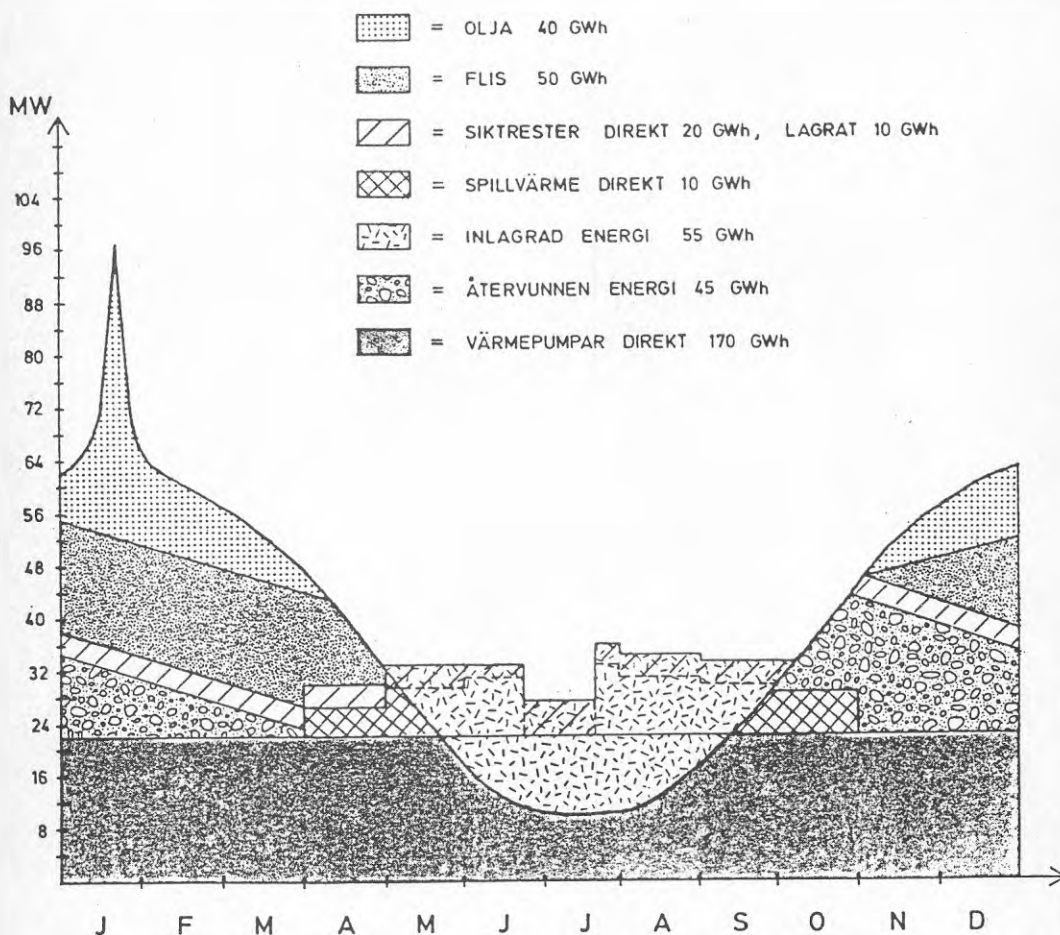 = OLJA 40 GWh
= FLIS 50 GWh
MW
= SIKTRESTER DIREKT 20 GWh, LAGRAT 10 GWh
= SPILLVÄRME DIREKT 10 GWh
= INLAGRAD ENERGI 55 GWh
= ÅTERVUNNEN ENERGI 45 GWh
= VÄRMEPUMPAR DIREKT 170 GWh
104
96
88
80
72
64
56
48
40
32
24
16
8
J F M A M J J A S O N D